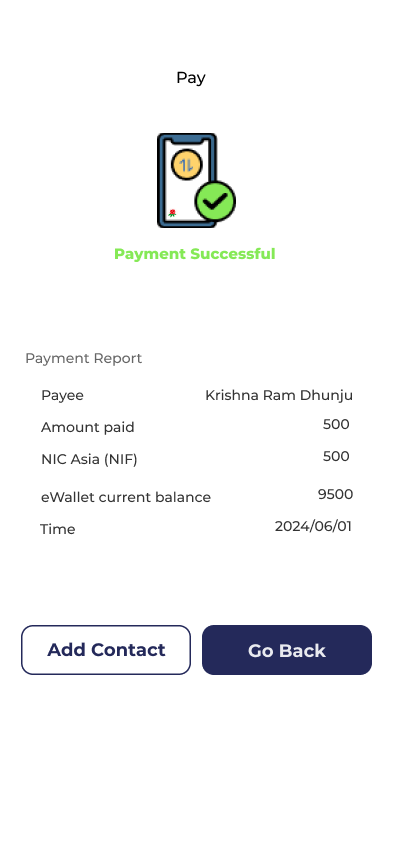 Pay
Payment Successful
Payment Report
Payee Krishna Ram Dhunju
Amount paid 500
NIC Asia (NIF) 500
eWallet current balance 9500
Time 2024/06/01
Add Contact Go Back